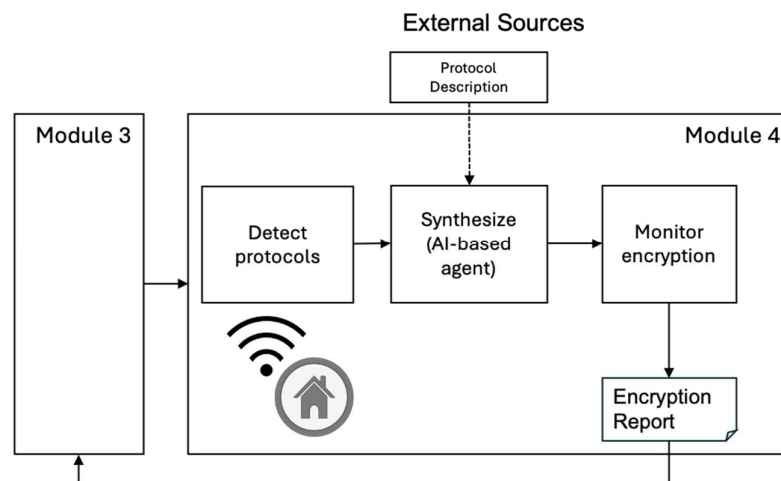 External Sources
Protocol
Description
Module 3
Module 4
Detect
protocols
Synthesize
(AI-based
agent)
Monitor
encryption
Encryption
Report